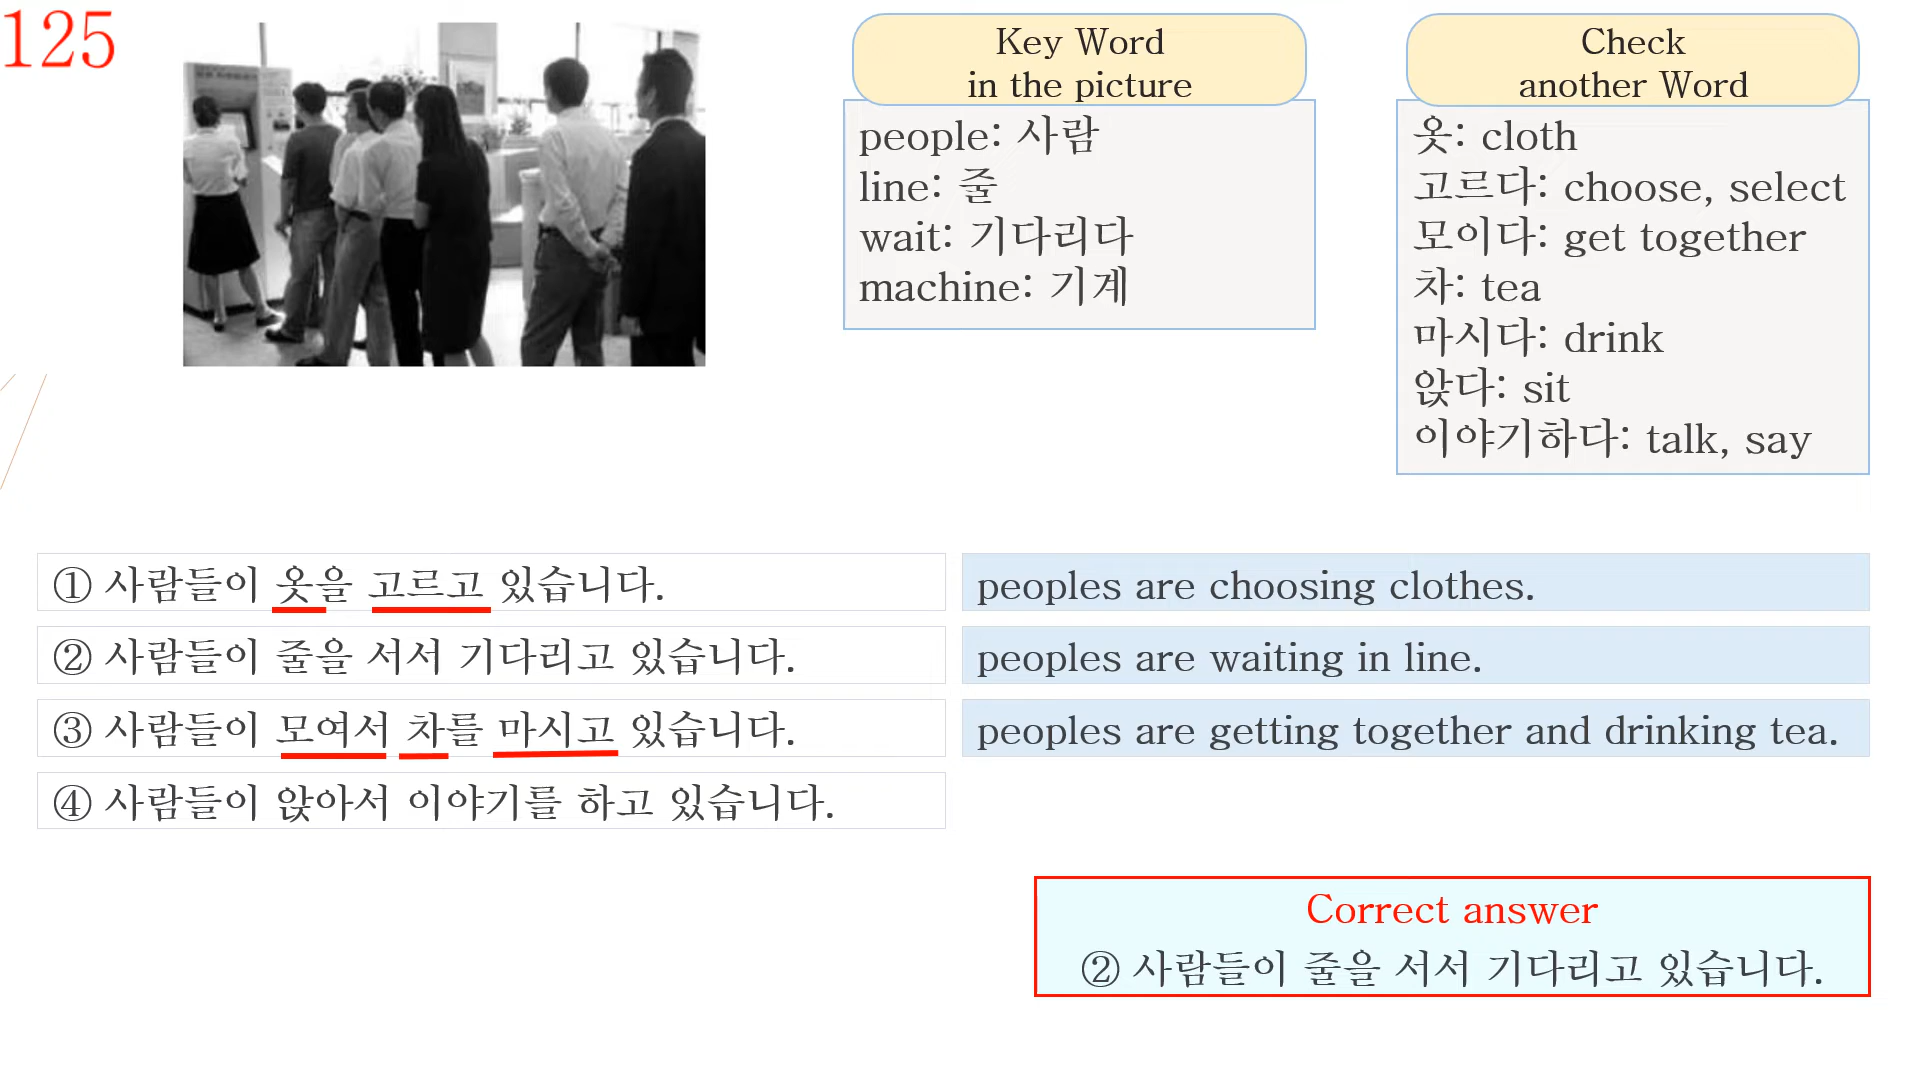 125
Key Word
in the picture
people: 사람
line: 줄
wait: 기다리다
machine: 기계
Check
another Word
옷: cloth
고르다: choose, select
모이다: get together
차: tea
마시다: drink
앉다: sit
이야기하다: talk, say
① 사람들이 옷을 고르고 있습니다.
peoples are choosing clothes.
② 사람들이 줄을 서서 기다리고 있습니다.
peoples are waiting in line.
③ 사람들이 모여서 차를 마시고 있습니다.
peoples are getting together and drinking tea.
④ 사람들이 앉아서 이야기를 하고 있습니다.
Correct answer
② 사람들이 줄을 서서 기다리고 있습니다.